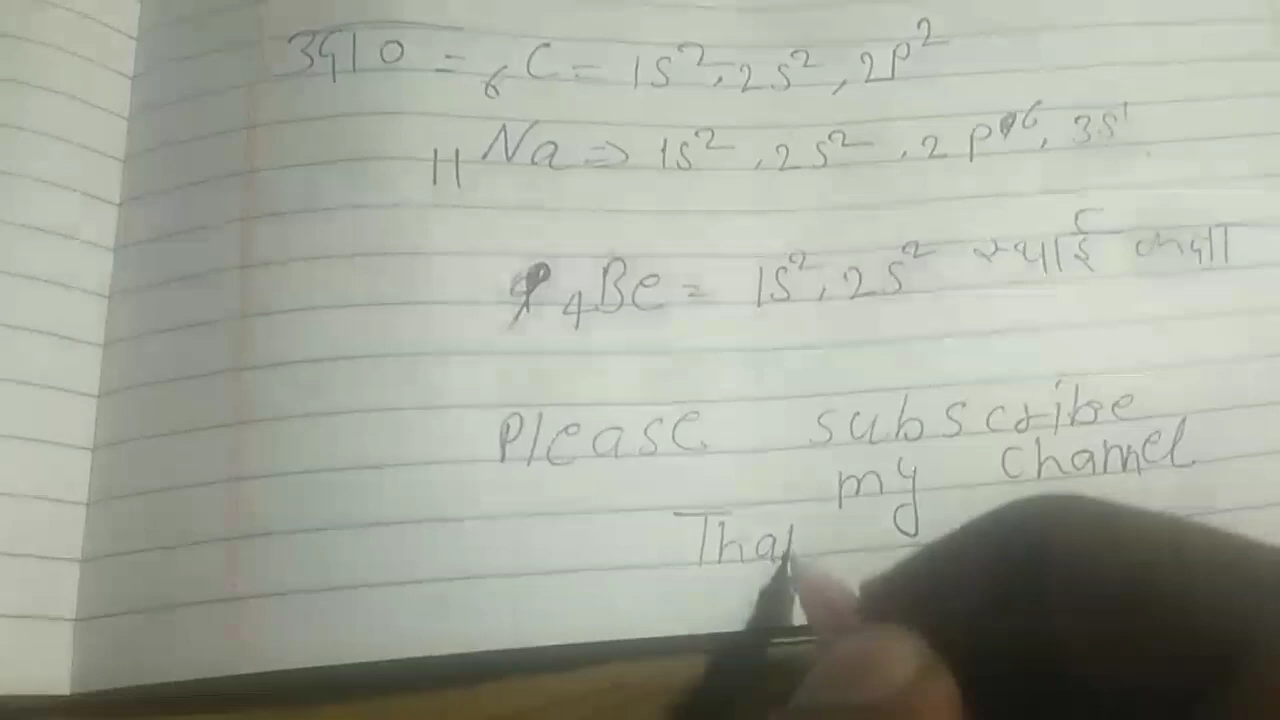 उदा० = ₆C = 1s², 2s², 2p²
₁₁Na ⇒ 1s², 2s², 2p⁶, 3s¹
₄Be = 1s², 2s² स्थाई कक्षा
Please subscribe
my channel
Tha